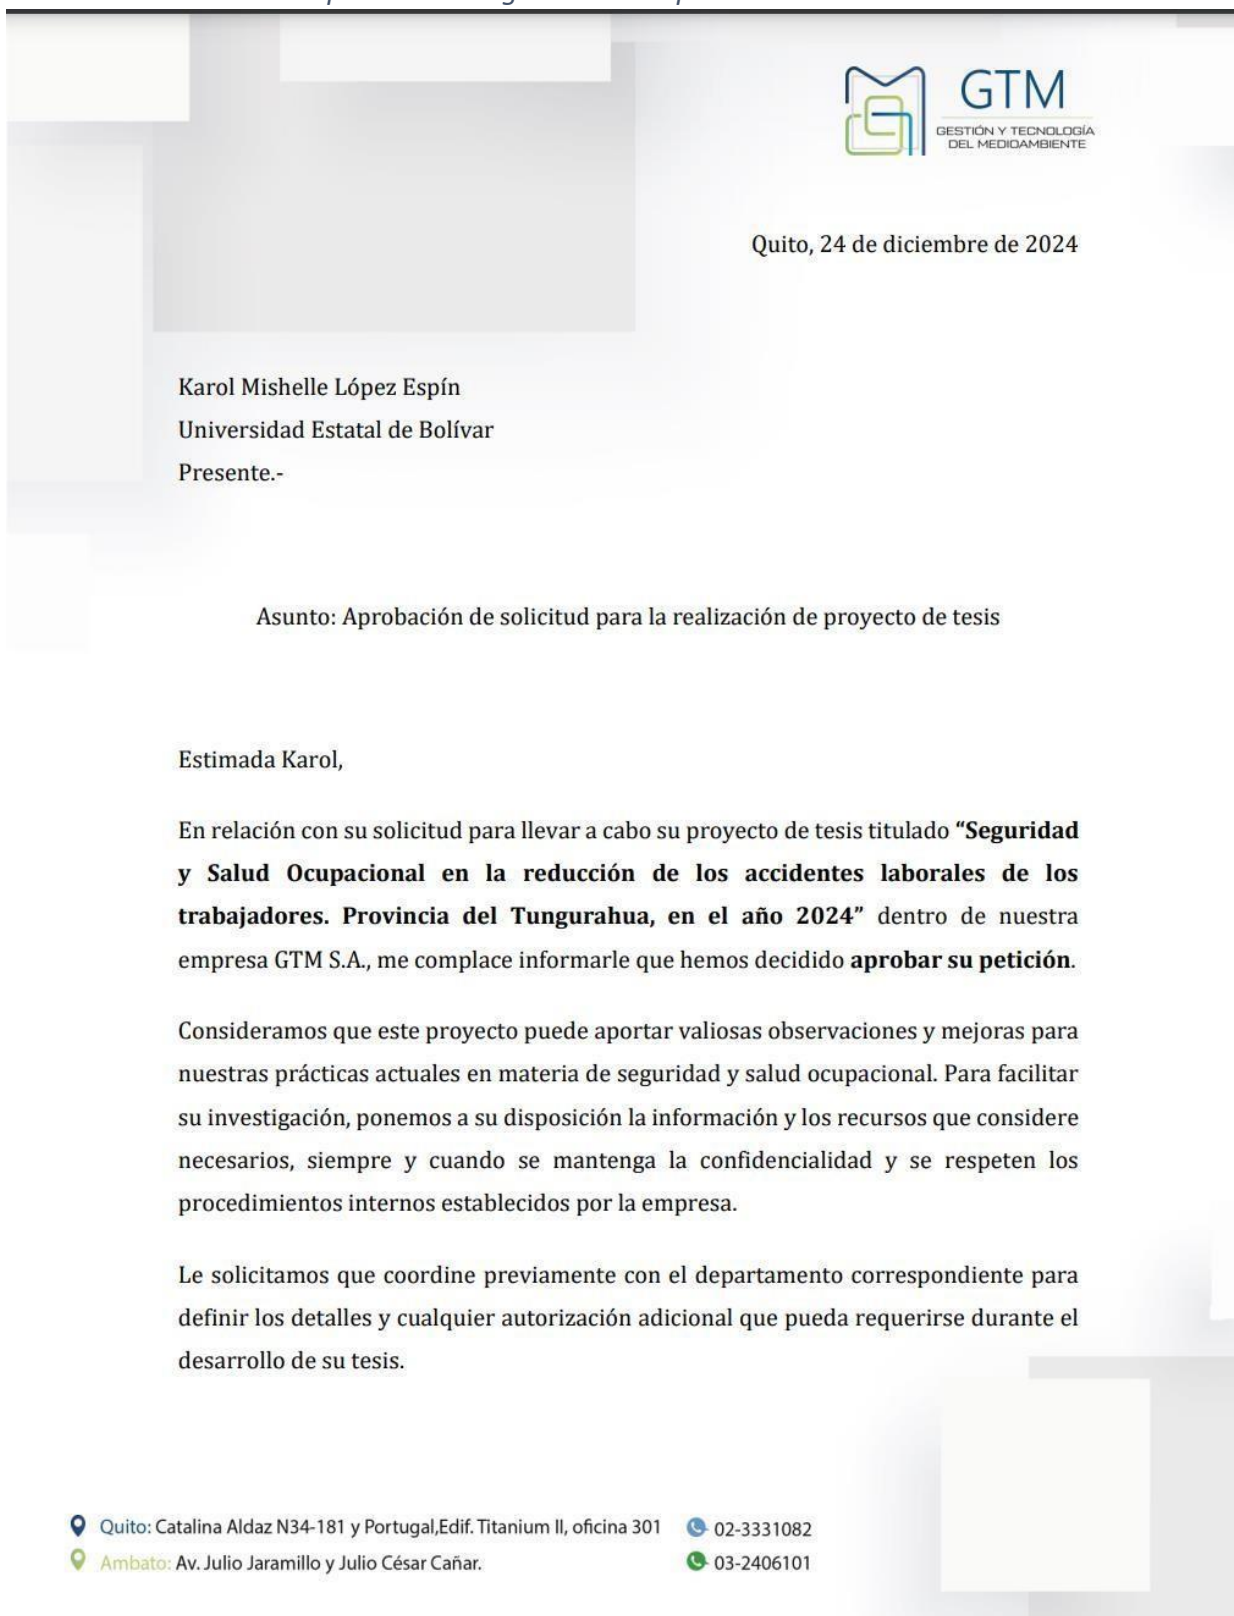 GTM
GESTIÓN Y TECNOLOGÍA
DEL MEDIOAMBIENTE
Quito, 24 de diciembre de 2024
Karol Mishelle López Espín
Universidad Estatal de Bolívar
Presente.-
Asunto: Aprobación de solicitud para la realización de proyecto de tesis
Estimada Karol,
En relación con su solicitud para llevar a cabo su proyecto de tesis titulado “Seguridad
y Salud Ocupacional en la reducción de los accidentes laborales de los
trabajadores. Provincia del Tungurahua, en el año 2024” dentro de nuestra
empresa GTM S.A., me complace informarle que hemos decidido aprobar su petición.
Consideramos que este proyecto puede aportar valiosas observaciones y mejoras para
nuestras prácticas actuales en materia de seguridad y salud ocupacional. Para facilitar
su investigación, ponemos a su disposición la información y los recursos que considere
necesarios, siempre y cuando se mantenga la confidencialidad y se respeten los
procedimientos internos establecidos por la empresa.
Le solicitamos que coordine previamente con el departamento correspondiente para
definir los detalles y cualquier autorización adicional que pueda requerirse durante el
desarrollo de su tesis.
Quito: Catalina Aldaz N34-181 y Portugal,Edif. Titanium II, oficina 301 02-3331082
Ambato: Av. Julio Jaramillo y Julio César Cañar. 03-2406101